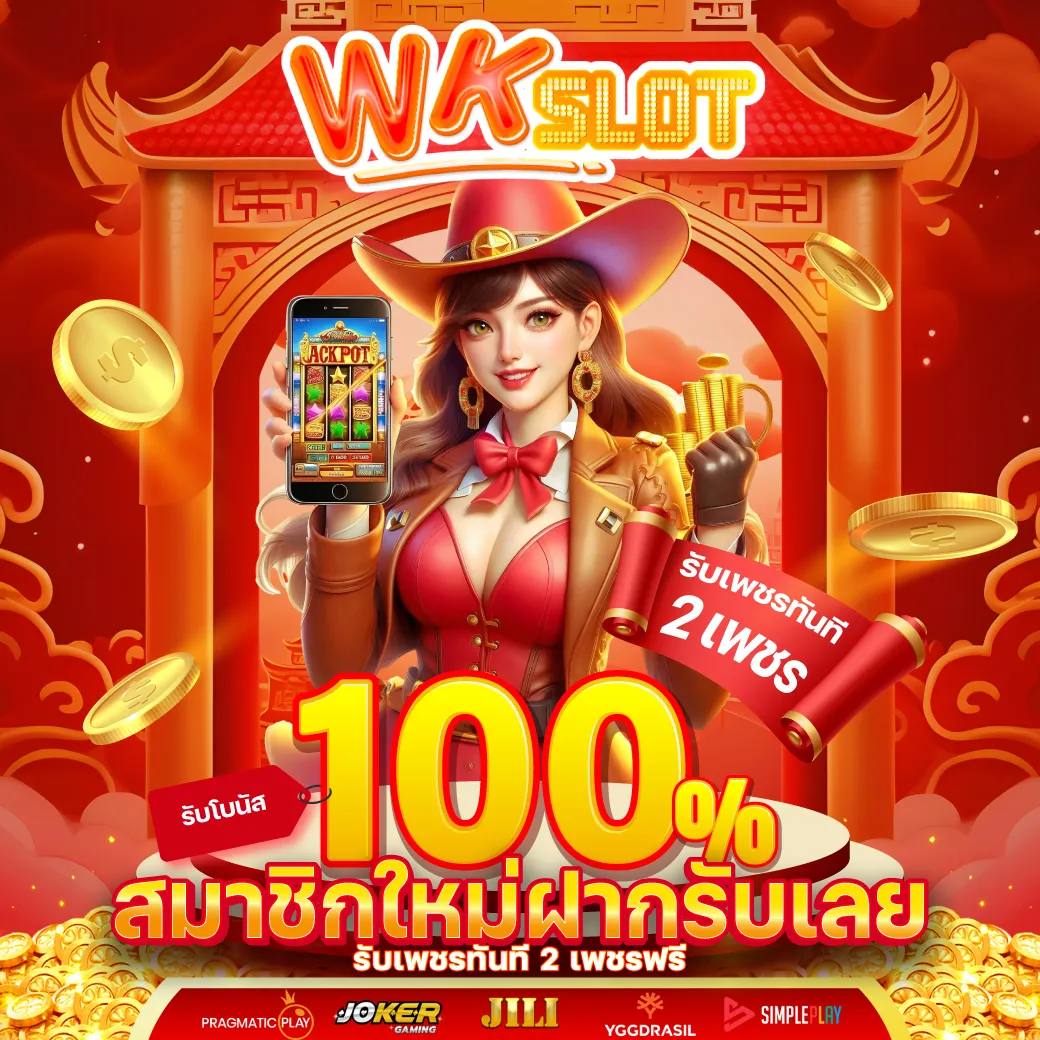 WK SLOT
JACKPOT
รับเพชรทันที
2 เพชร
รับโบนัส
100%
สมาชิกใหม่ฝากรับเลย
รับเพชรทันที 2 เพชรฟรี
PRAGMATIC PLAY
JOKER GAMING
JILI
YGGDRASIL
SIMPLEPLAY